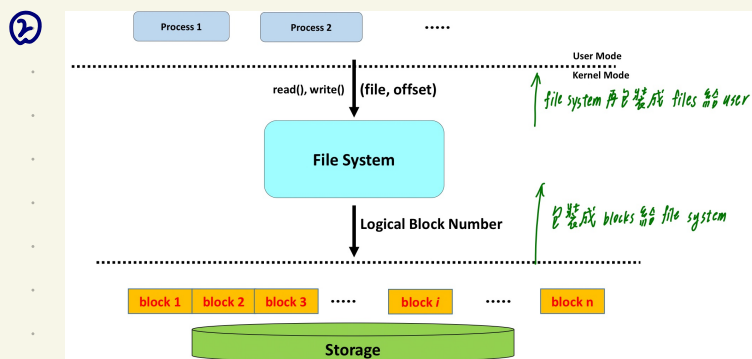 ②
Process 1
Process 2
.....
User Mode
Kernel Mode
read(), write()
(file, offset)
file system 再包裝成 files 給 user
File System
Logical Block Number
包裝成 blocks 給 file system
block 1
block 2
block 3
.....
block i
.....
block n
Storage